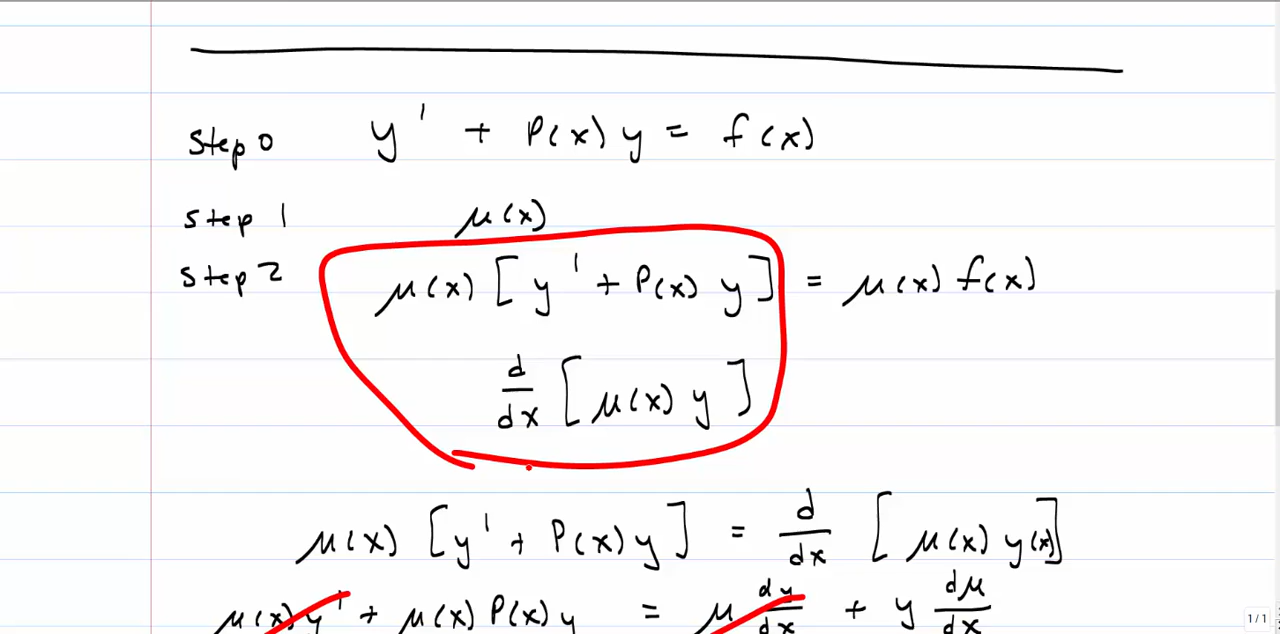 Step 0 y' + P(x) y = f(x)
Step 1 μ(x)
Step 2 μ(x) [y' + P(x) y] = μ(x) f(x)
d/dx [μ(x) y]
μ(x) [y' + P(x) y] = d/dx [μ(x) y(x)]
μ(x) y' + μ(x) P(x) y = μ dy/dx + y dμ/dx
1/1